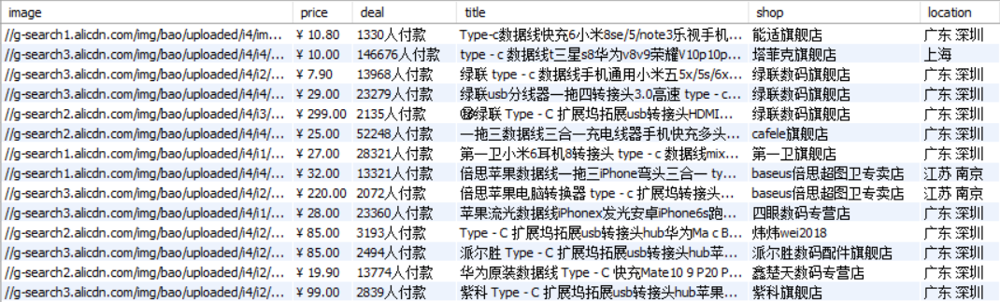 image price deal title shop location
//g-search1.alicdn.com/img/bao/uploaded/i4/im... ¥ 10.80 1330人付款 Type-c数据线快充6小米8se/5/note3乐视手机... 能适旗舰店 广东 深圳
//g-search3.alicdn.com/img/bao/uploaded/i4/i4/... ¥ 10.00 146676人付款 type - c 数据线t三星s8华为v8v9荣耀V10p10p... 塔菲克旗舰店 上海
//g-search3.alicdn.com/img/bao/uploaded/i4/i2/... ¥ 7.90 13968人付款 绿联 type - c 数据线手机通用小米五5x/5s/6x... 绿联数码旗舰店 广东 深圳
//g-search3.alicdn.com/img/bao/uploaded/i4/i4/... ¥ 29.00 23279人付款 绿联usb分线器一拖四转接头3.0高速 type - c... 绿联数码旗舰店 广东 深圳
//g-search2.alicdn.com/img/bao/uploaded/i4/i3/... ¥ 299.00 2135人付款 绿联 Type - C 扩展坞拓展usb转接头HDMI... 绿联数码旗舰店 广东 深圳
//g-search2.alicdn.com/img/bao/uploaded/i4/i4/... ¥ 25.00 52248人付款 一拖三数据线三合一充电线器手机快充多头... cafele旗舰店 广东 深圳
//g-search1.alicdn.com/img/bao/uploaded/i4/i1/... ¥ 27.00 28321人付款 第一卫小米6耳机8转接头 type - c 数据线mix... 第一卫旗舰店 广东 深圳
//g-search1.alicdn.com/img/bao/uploaded/i4/i4/... ¥ 32.00 13321人付款 倍思苹果数据线一拖三iPhone弯头三合一 ty... baseus倍思超图卫专卖店 江苏 南京
//g-search3.alicdn.com/img/bao/uploaded/i4/i2/... ¥ 220.00 2072人付款 倍思苹果电脑转换器 type - c 扩展坞转接头... baseus倍思超图卫专卖店 江苏 南京
//g-search3.alicdn.com/img/bao/uploaded/i4/i1/... ¥ 28.00 23360人付款 苹果流光数据线iPhonex发光安卓iPhone6s跑... 四眼数码专营店 广东 深圳
//g-search2.alicdn.com/img/bao/uploaded/i4/i2/... ¥ 85.00 3193人付款 Type - C 扩展坞拓展usb转接头hub华为Ma c B... 炜炜wei2018 广东 深圳
//g-search3.alicdn.com/img/bao/uploaded/i4/i2/... ¥ 85.00 2494人付款 派尔胜 Type - C 扩展坞拓展usb转接头hub苹... 派尔胜数码配件旗舰店 广东 深圳
//g-search2.alicdn.com/img/bao/uploaded/i4/i2/... ¥ 19.90 13774人付款 华为原装数据线 Type - C 快充Mate10 9 P20 P... 鑫楚天数码专营店 广东 深圳
//g-search3.alicdn.com/img/bao/uploaded/i4/i2/... ¥ 99.00 2839人付款 紫科 Type - C 扩展坞拓展usb转接头hub苹果... 紫科旗舰店 广东 深圳